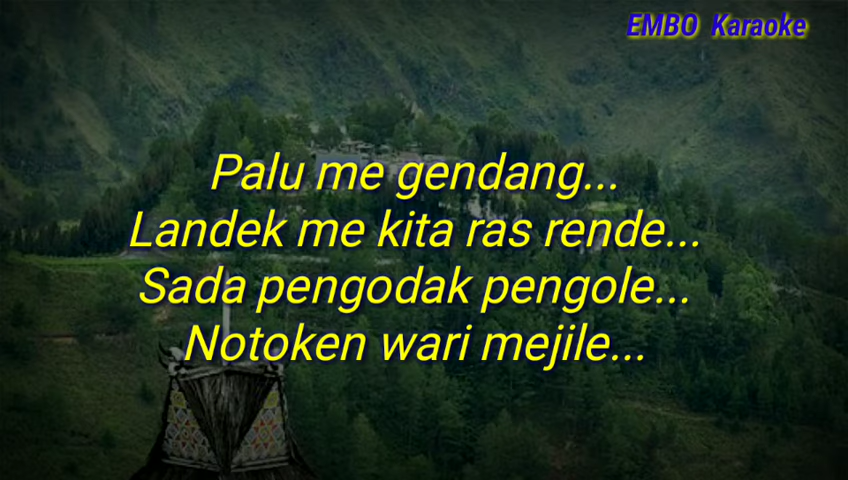 EMBO Karaoke
Palu me gendang...
Landek me kita ras rende...
Sada pengodak pengole...
Notoken wari mejile...